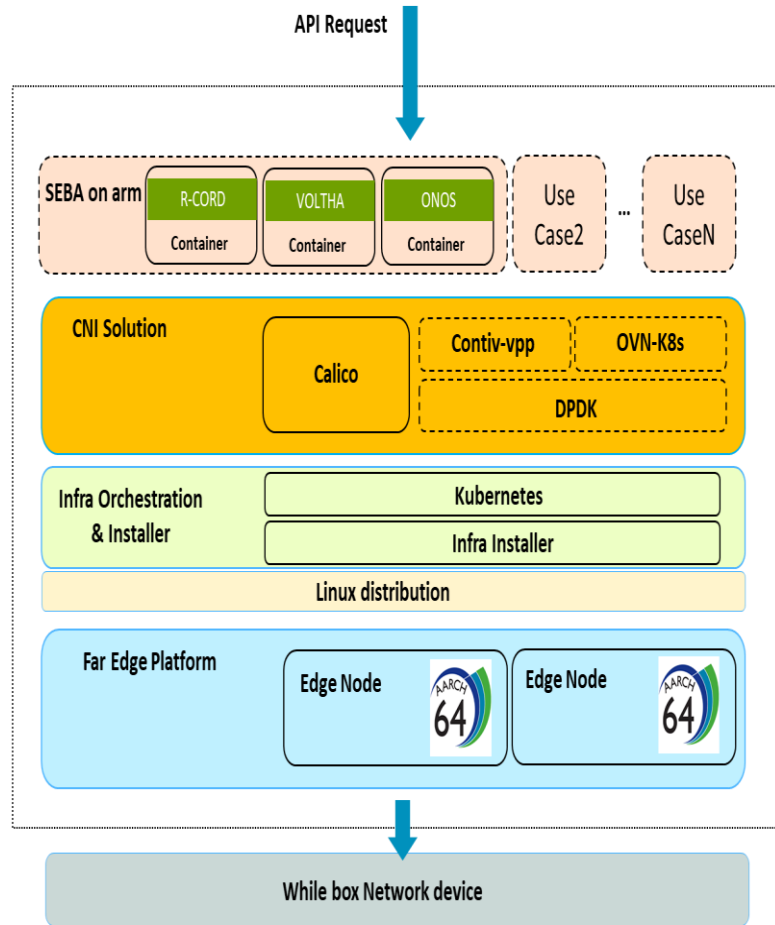 API Request
SEBA on arm
R-CORD
Container
VOLTHA
Container
ONOS
Container
Use
Case2
...
Use
CaseN
CNI Solution
Calico
Contiv-vpp
OVN-K8s
DPDK
Infra Orchestration
& Installer
Kubernetes
Infra Installer
Linux distribution
Far Edge Platform
Edge Node
AARCH
64
Edge Node
AARCH
64
While box Network device